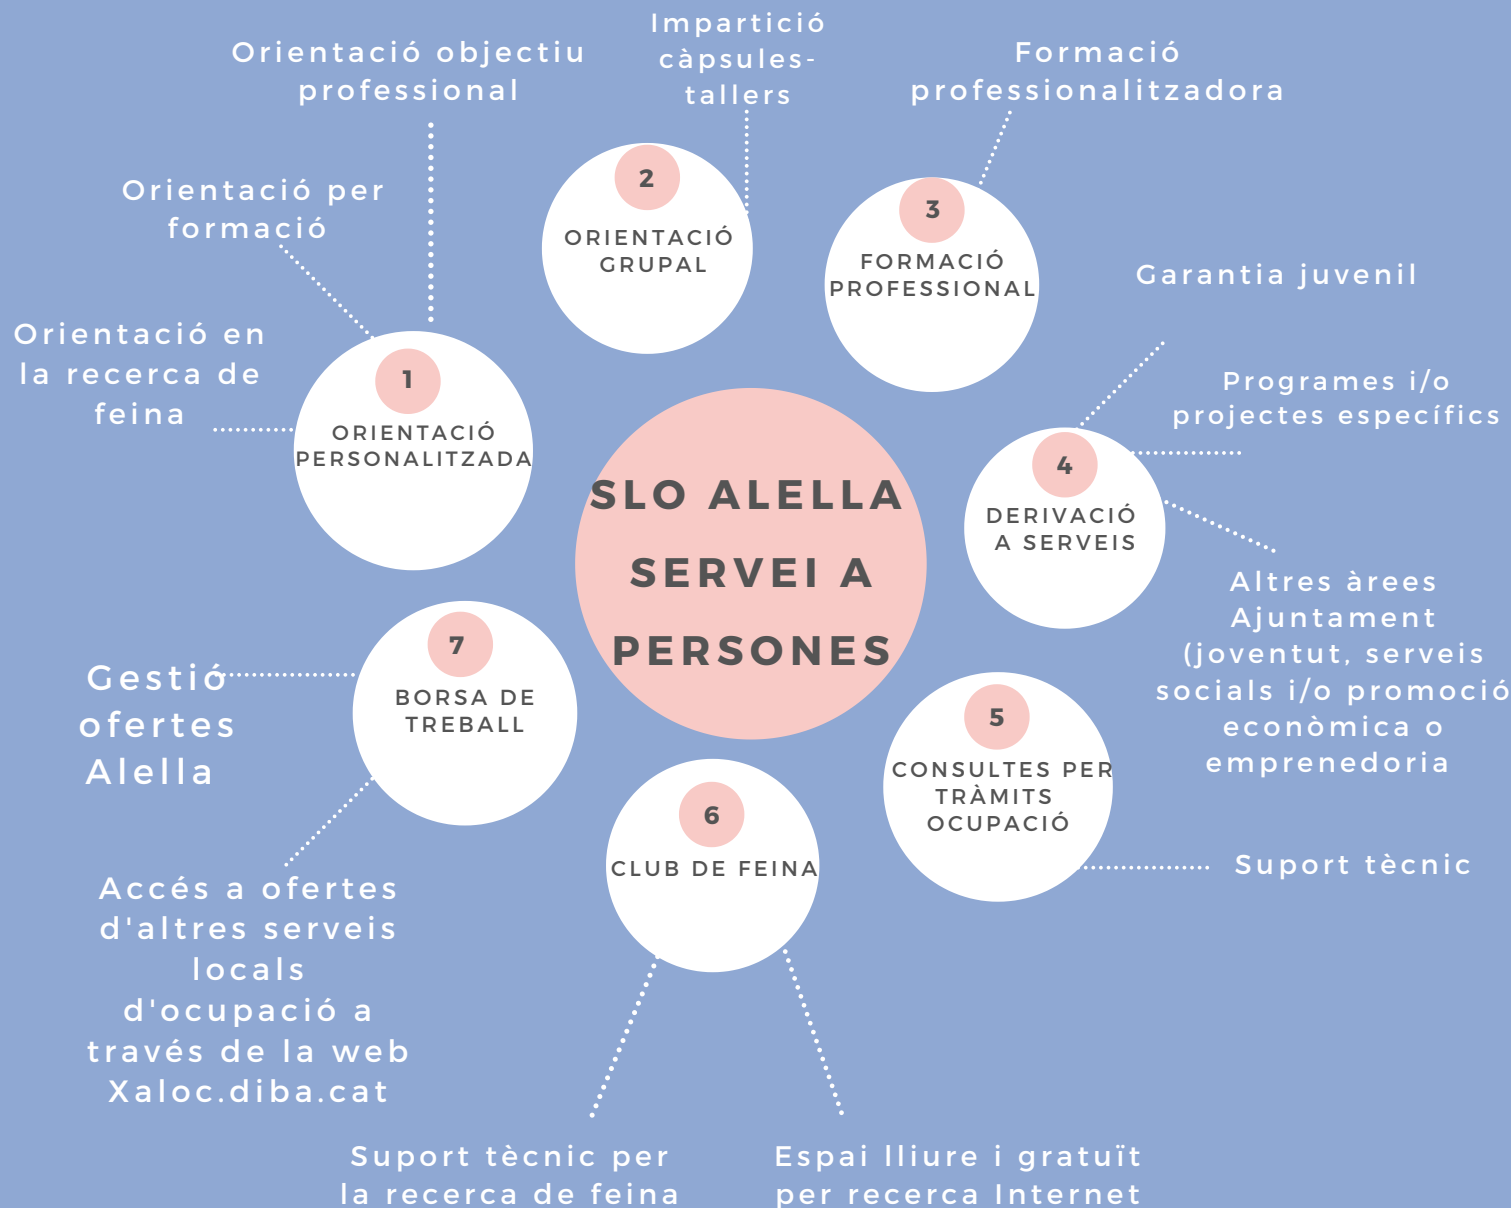 Orientació objectiu
professional
Impartició
càpsules-
tallers
Formació
professionalitzadora
Orientació per
formació
Orientació en
la recerca de
feina
1
ORIENTACIÓ
PERSONALITZADA
2
ORIENTACIÓ
GRUPAL
3
FORMACIÓ
PROFESSIONAL
Garantia juvenil
Programes i/o
projectes específics
4
DERIVACIÓ
A SERVEIS
Altres àrees
Ajuntament
(joventut, serveis
socials i/o promoció
econòmica o
emprenedoria
SLO ALELLA
SERVEI A
PERSONES
5
CONSULTES PER
TRÀMITS
OCUPACIÓ
Suport tècnic
6
CLUB DE FEINA
Suport tècnic per
la recerca de feina
Espai lliure i gratuït
per recerca Internet
7
BORSA DE
TREBALL
Gestió
ofertes
Alella
Accés a ofertes
d'altres serveis
locals
d'ocupació a
través de la web
Xaloc.diba.cat